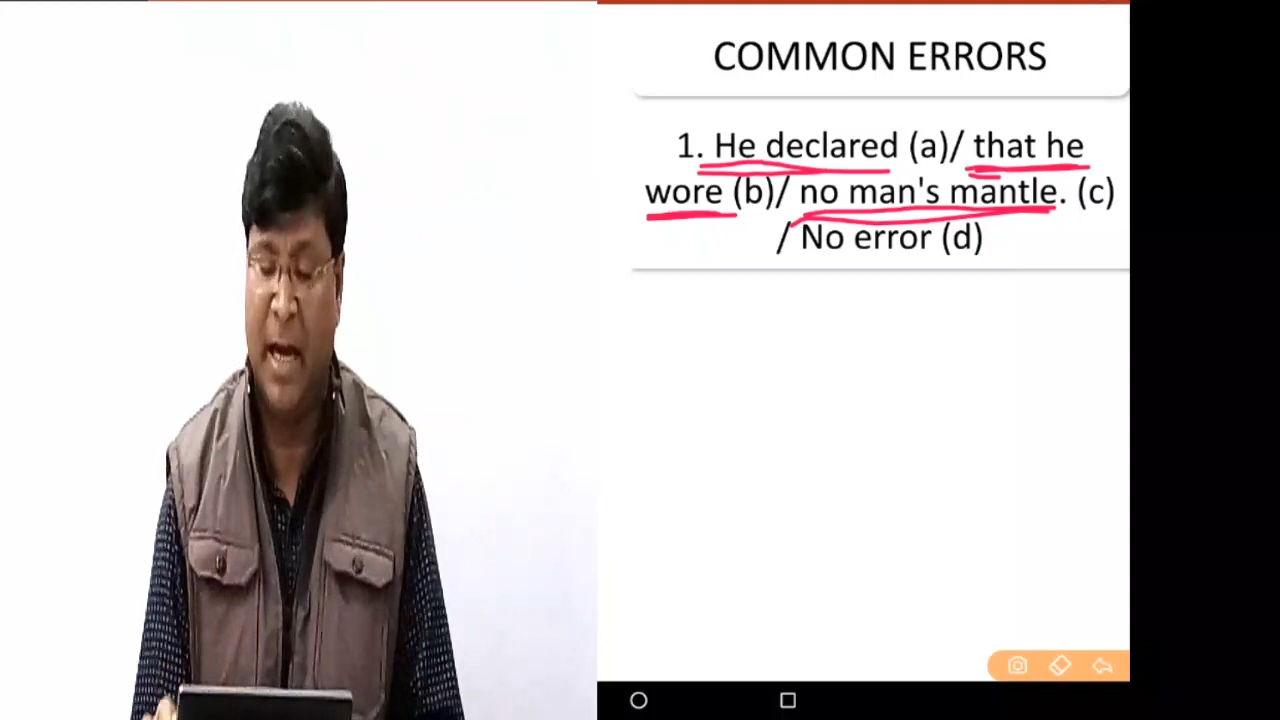 COMMON ERRORS
1. He declared (a)/ that he
wore (b)/ no man's mantle. (c)
/ No error (d)